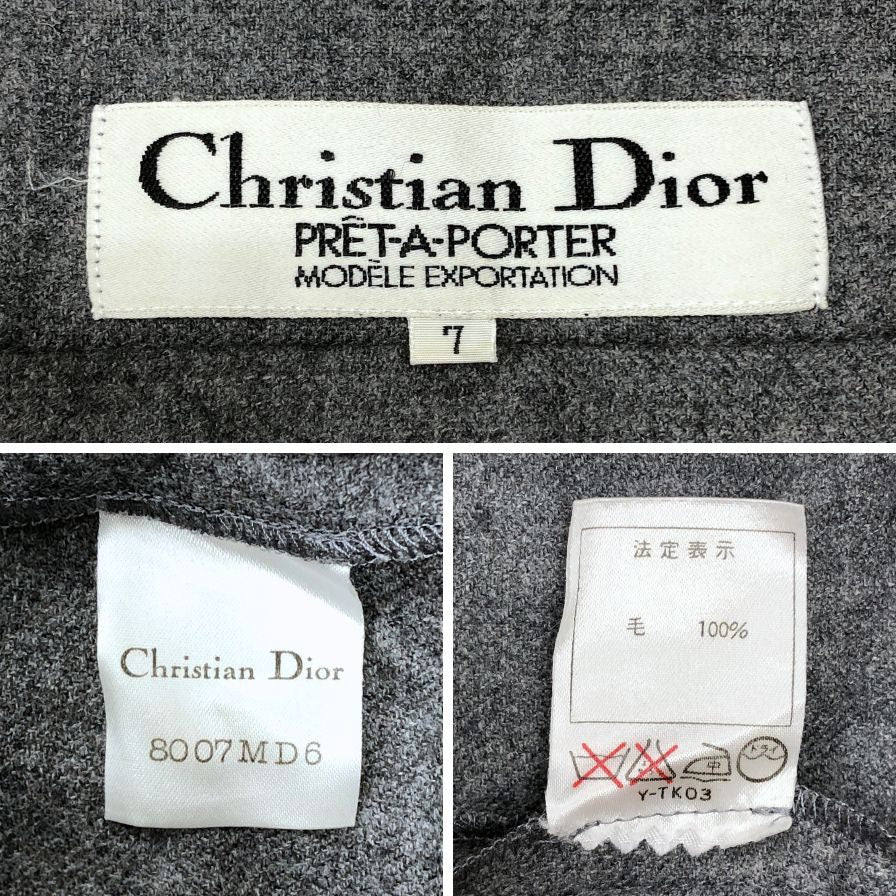 Christian Dior
PRÊT-A-PORTER
MODÈLE EXPORTATION
7
Christian Dior
8007MD6
法定表示
毛 100%
中 ドライ
Y-TK03